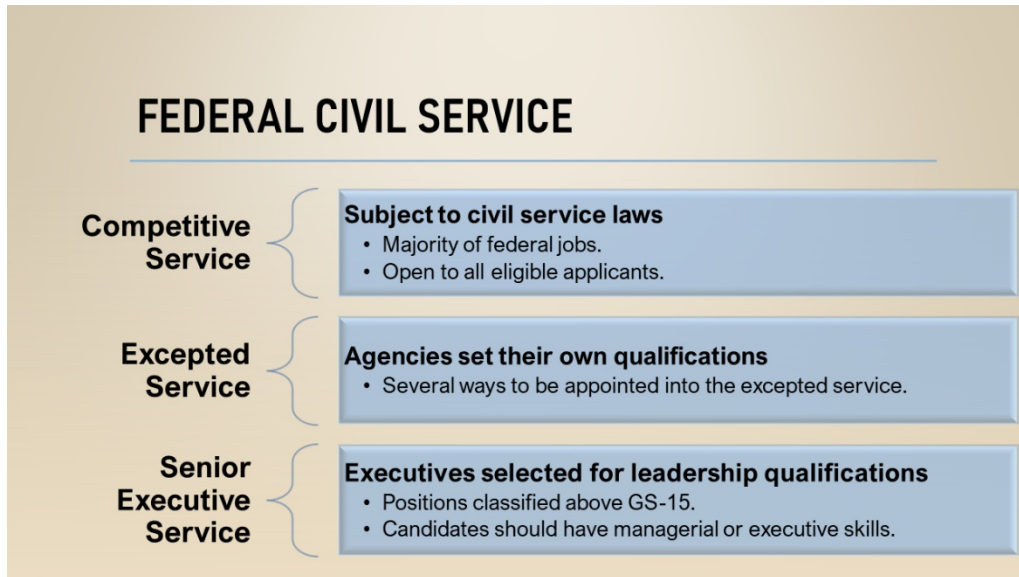 FEDERAL CIVIL SERVICE
Competitive
Service
Subject to civil service laws
• Majority of federal jobs.
• Open to all eligible applicants.
Excepted
Service
Agencies set their own qualifications
• Several ways to be appointed into the excepted service.
Senior
Executive
Service
Executives selected for leadership qualifications
• Positions classified above GS-15.
• Candidates should have managerial or executive skills.